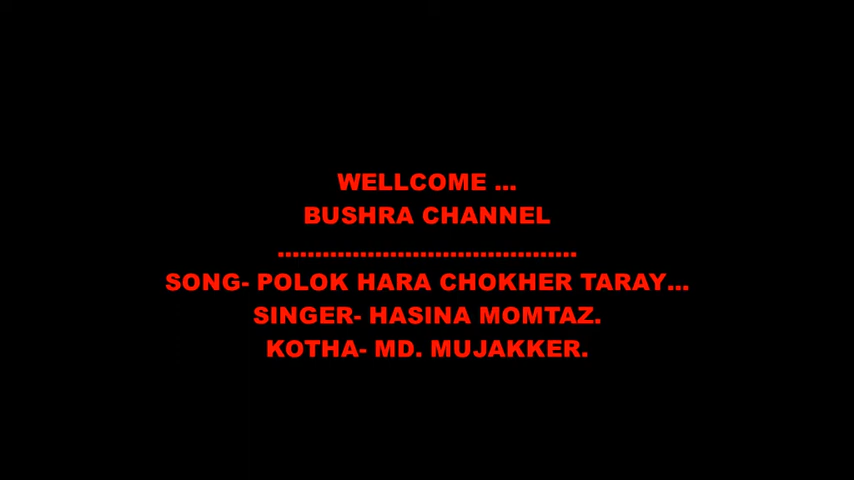 WELLCOME ...
BUSHRA CHANNEL
........................................
SONG- POLOK HARA CHOKHER TARAY...
SINGER- HASINA MOMTAZ.
KOTHA- MD. MUJAKKER.